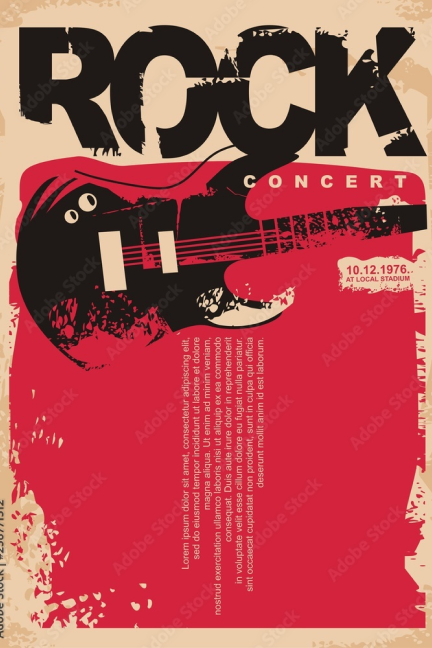 ROCK
CONCERT
10.12.1976.
AT LOCAL STADIUM
Lorem ipsum dolor sit amet, consectetur adipiscing elit,
sed do eiusmod tempor incididunt ut labore et dolore
magna aliqua. Ut enim ad minim veniam,
nostrud exercitation ullamco laboris nisi ut aliquip ex ea commodo
consequat. Duis aute irure dolor in reprehenderit
in voluptate velit esse cillum dolore eu fugiat nulla pariatur.
sint occaecat cupidatat non proident, sunt in culpa qui officia
deserunt mollit anim id est laborum.
Adobe Stock